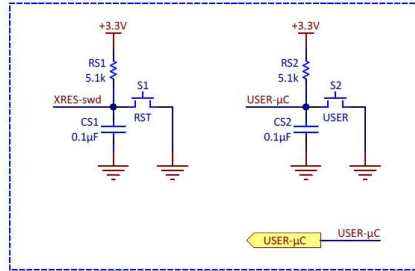 +3.3V
RS1
5.1k
XRES-swd
S1
RST
CS1
0.1µF
+3.3V
RS2
5.1k
USER-µC
S2
USER
CS2
0.1µF
USER-µC
USER-µC